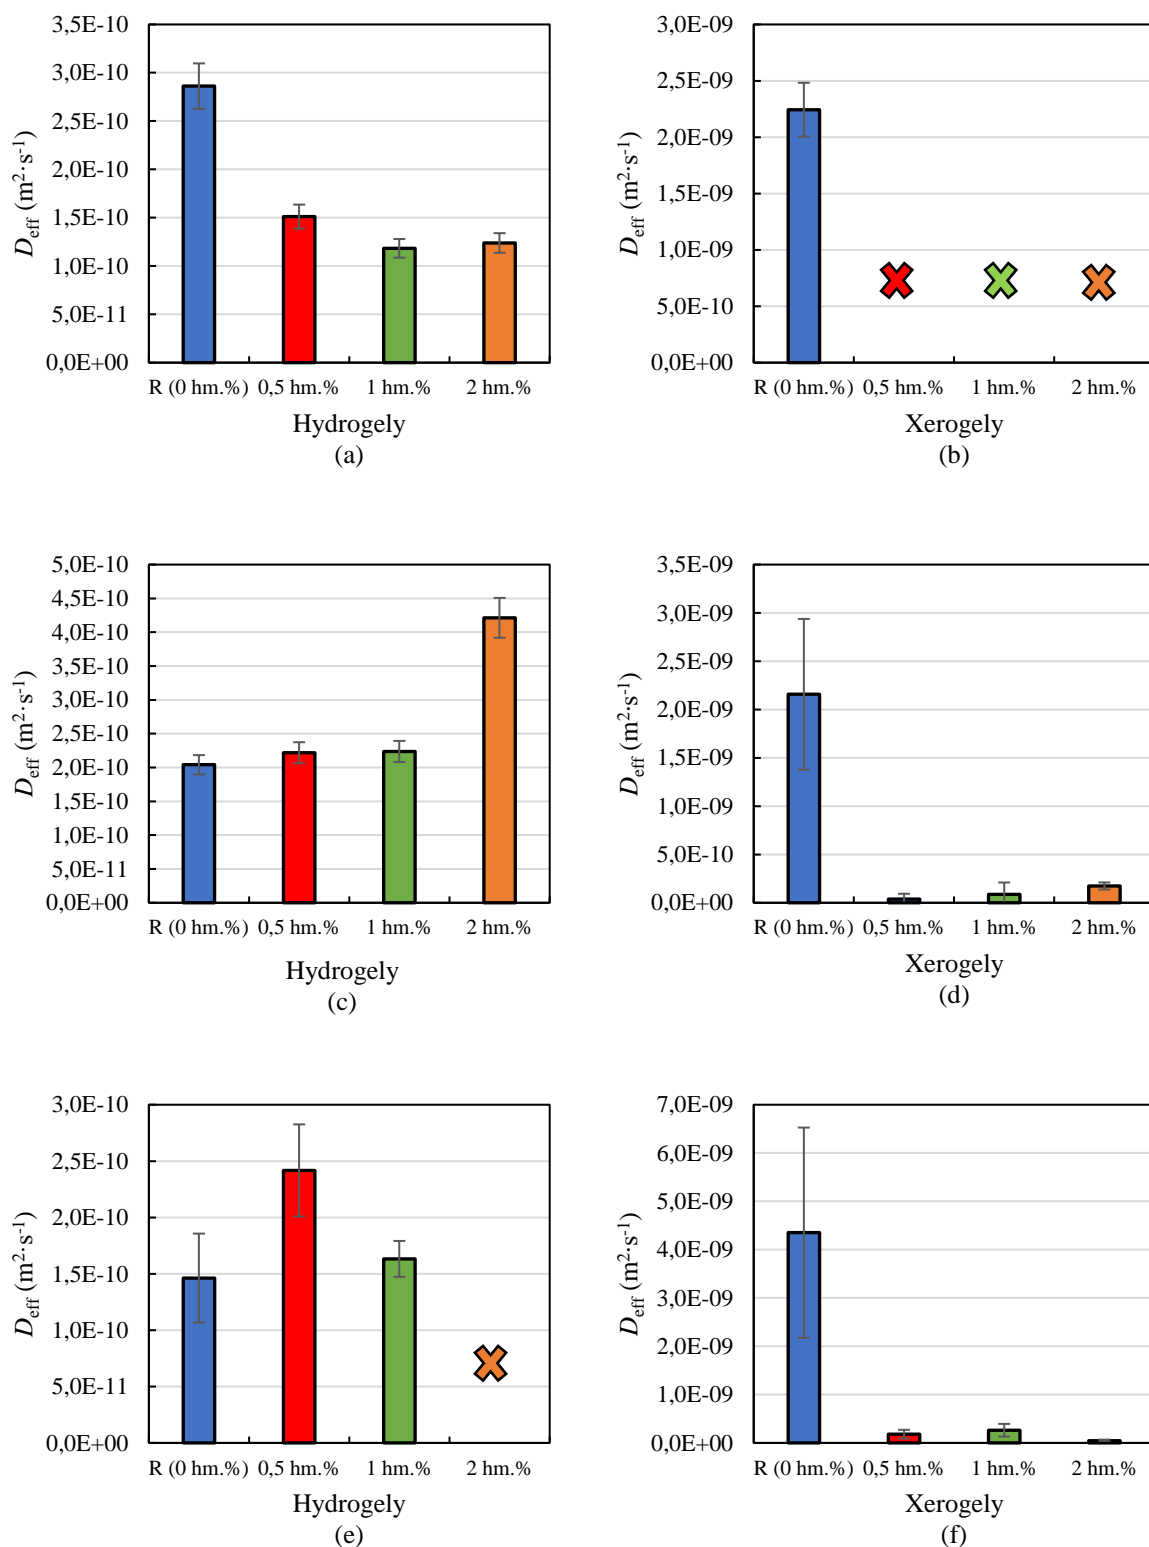 3,5E-10
3,0E-10
2,5E-10
2,0E-10
1,5E-10
1,0E-10
5,0E-11
0,0E+00
D_eff (m²·s⁻¹)
R (0 hm.%) 0,5 hm.% 1 hm.% 2 hm.%
Hydrogely
(a)
3,0E-09
2,5E-09
2,0E-09
1,5E-09
1,0E-09
5,0E-10
0,0E+00
D_eff (m²·s⁻¹)
R (0 hm.%) 0,5 hm.% 1 hm.% 2 hm.%
Xerogely
(b)
5,0E-10
4,5E-10
4,0E-10
3,5E-10
3,0E-10
2,5E-10
2,0E-10
1,5E-10
1,0E-10
5,0E-11
0,0E+00
D_eff (m²·s⁻¹)
R (0 hm.%) 0,5 hm.% 1 hm.% 2 hm.%
Hydrogely
(c)
3,5E-09
3,0E-09
2,5E-09
2,0E-09
1,5E-09
1,0E-09
5,0E-10
0,0E+00
D_eff (m²·s⁻¹)
R (0 hm.%) 0,5 hm.% 1 hm.% 2 hm.%
Xerogely
(d)
3,0E-10
2,5E-10
2,0E-10
1,5E-10
1,0E-10
5,0E-11
0,0E+00
D_eff (m²·s⁻¹)
R (0 hm.%) 0,5 hm.% 1 hm.% 2 hm.%
Hydrogely
(e)
7,0E-09
6,0E-09
5,0E-09
4,0E-09
3,0E-09
2,0E-09
1,0E-09
0,0E+00
D_eff (m²·s⁻¹)
R (0 hm.%) 0,5 hm.% 1 hm.% 2 hm.%
Xerogely
(f)